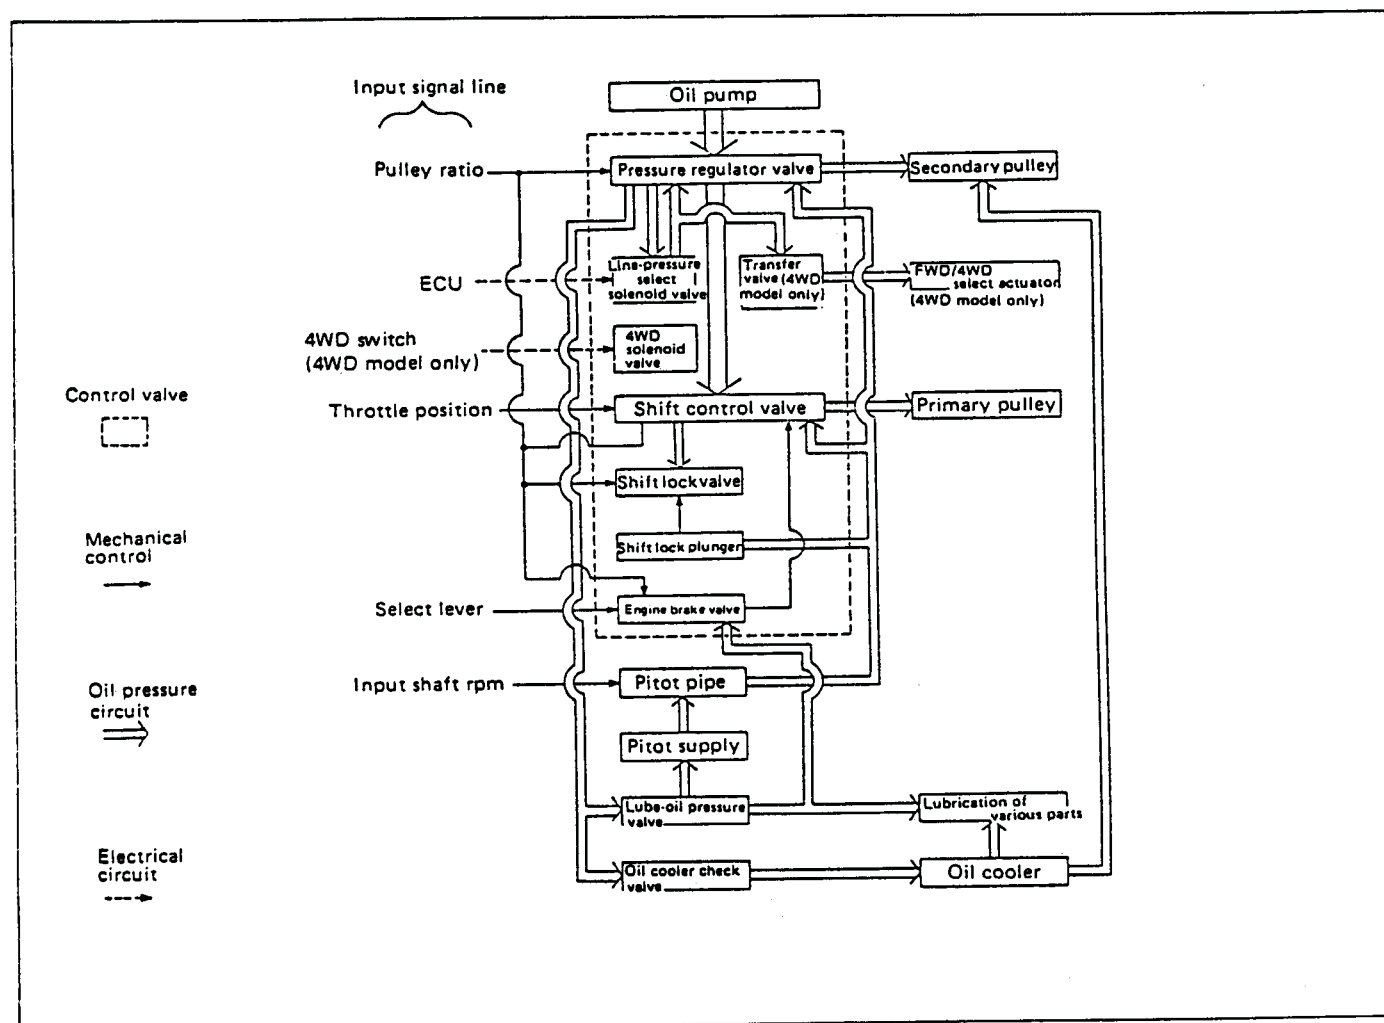 Input signal line
Oil pump
Pulley ratio
Pressure regulator valve
Secondary pulley
ECU
Line-pressure
select
solenoid valve
Transfer
valve (4WD
model only)
FWD/4WD
select actuator
(4WD model only)
4WD switch
(4WD model only)
4WD
solenoid
valve
Control valve
Throttle position
Shift control valve
Primary pulley
Shift lock valve
Mechanical
control
Shift lock plunger
Select lever
Engine brake valve
Input shaft rpm
Pitot pipe
Oil pressure
circuit
Pitot supply
Lube-oil pressure
valve
Lubrication of
various parts
Electrical
circuit
Oil cooler check
valve
Oil cooler